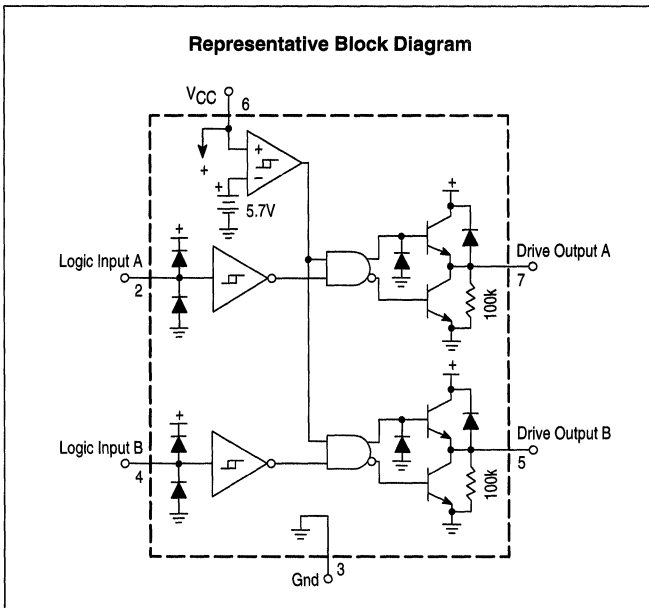 Representative Block Diagram
VCC
6
+
+
−
+
5.7V
+
+
Logic Input A
2
Drive Output A
7
100k
+
+
Logic Input B
4
Drive Output B
5
100k
3
Gnd